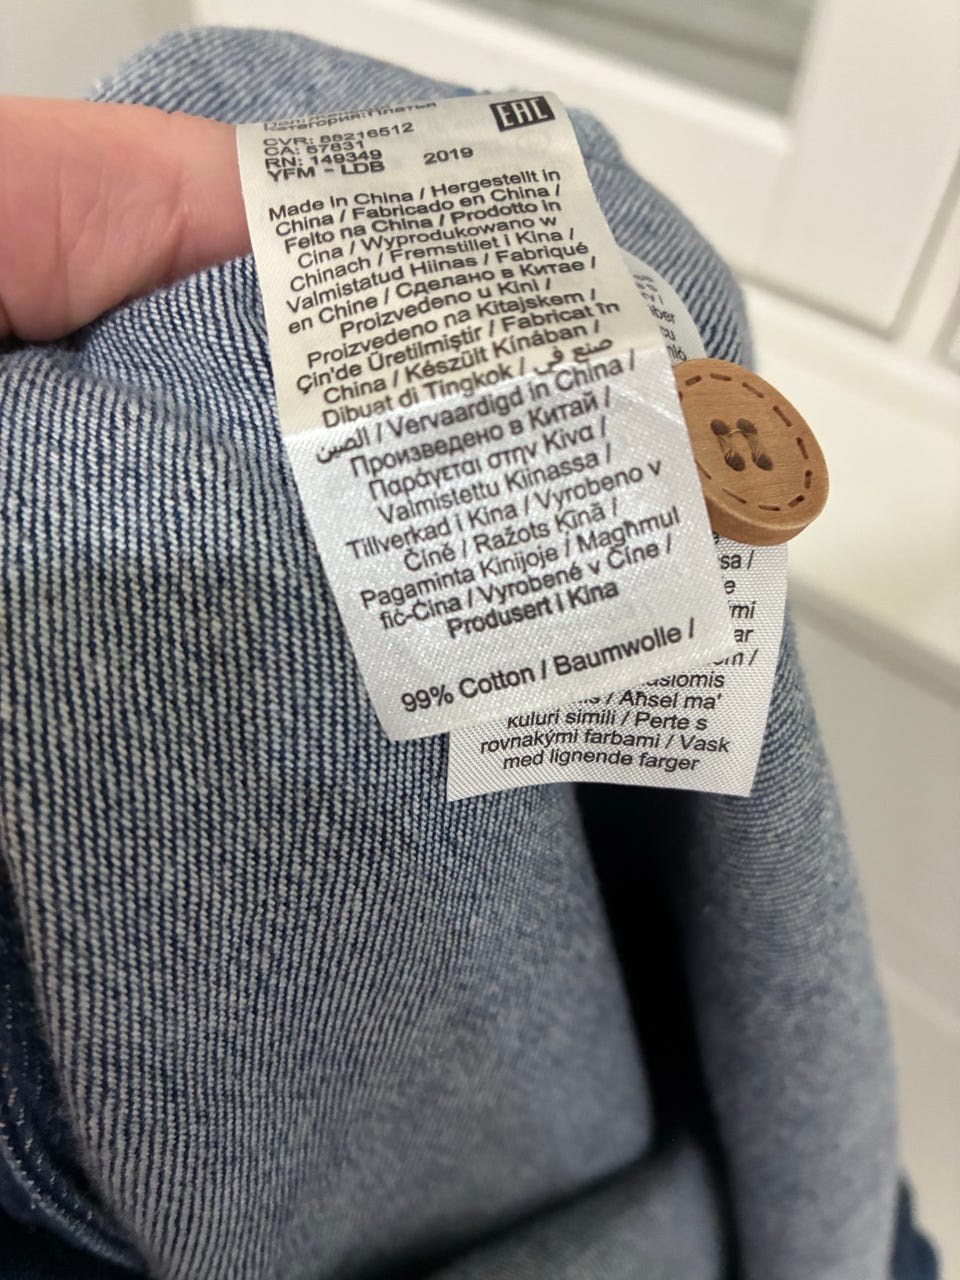 Категория:Платья
EAC
CVR: 88216512
CA: 57831
RN: 149349
YFM - LDB 2019
Made in China / Hergestellt in
China / Fabricado en China /
Feito na China / Prodotto in
Cina / Wyprodukowano w
Chinach / Fremstillet i Kina /
Valmistatud Hiinas / Fabriqué
en Chine / Сделано в Китае /
Proizvedeno u Kini /
Proizvedeno na Kitajskem /
Çin'de Üretilmiştir / Fabricat în
China / Készült Kínában /
Dibuat di Tingkok / صنع في
الصين / Vervaardigd in China /
Произведено в Китай /
Παράγεται στην Κίνα /
Valmistettu Kiinassa /
Tillverkad i Kina / Vyrobeno v
Číně / Ražots Ķīnā /
Pagaminta Kinijoje / Magħmul
fiċ-Ċina / Vyrobené v Číne /
Produsert i Kina
99% Cotton / Baumwolle /
sa /
kuluri simili / Perte s
/ Aħsel ma'
rovnakými farbami / Vask
med lignende farger